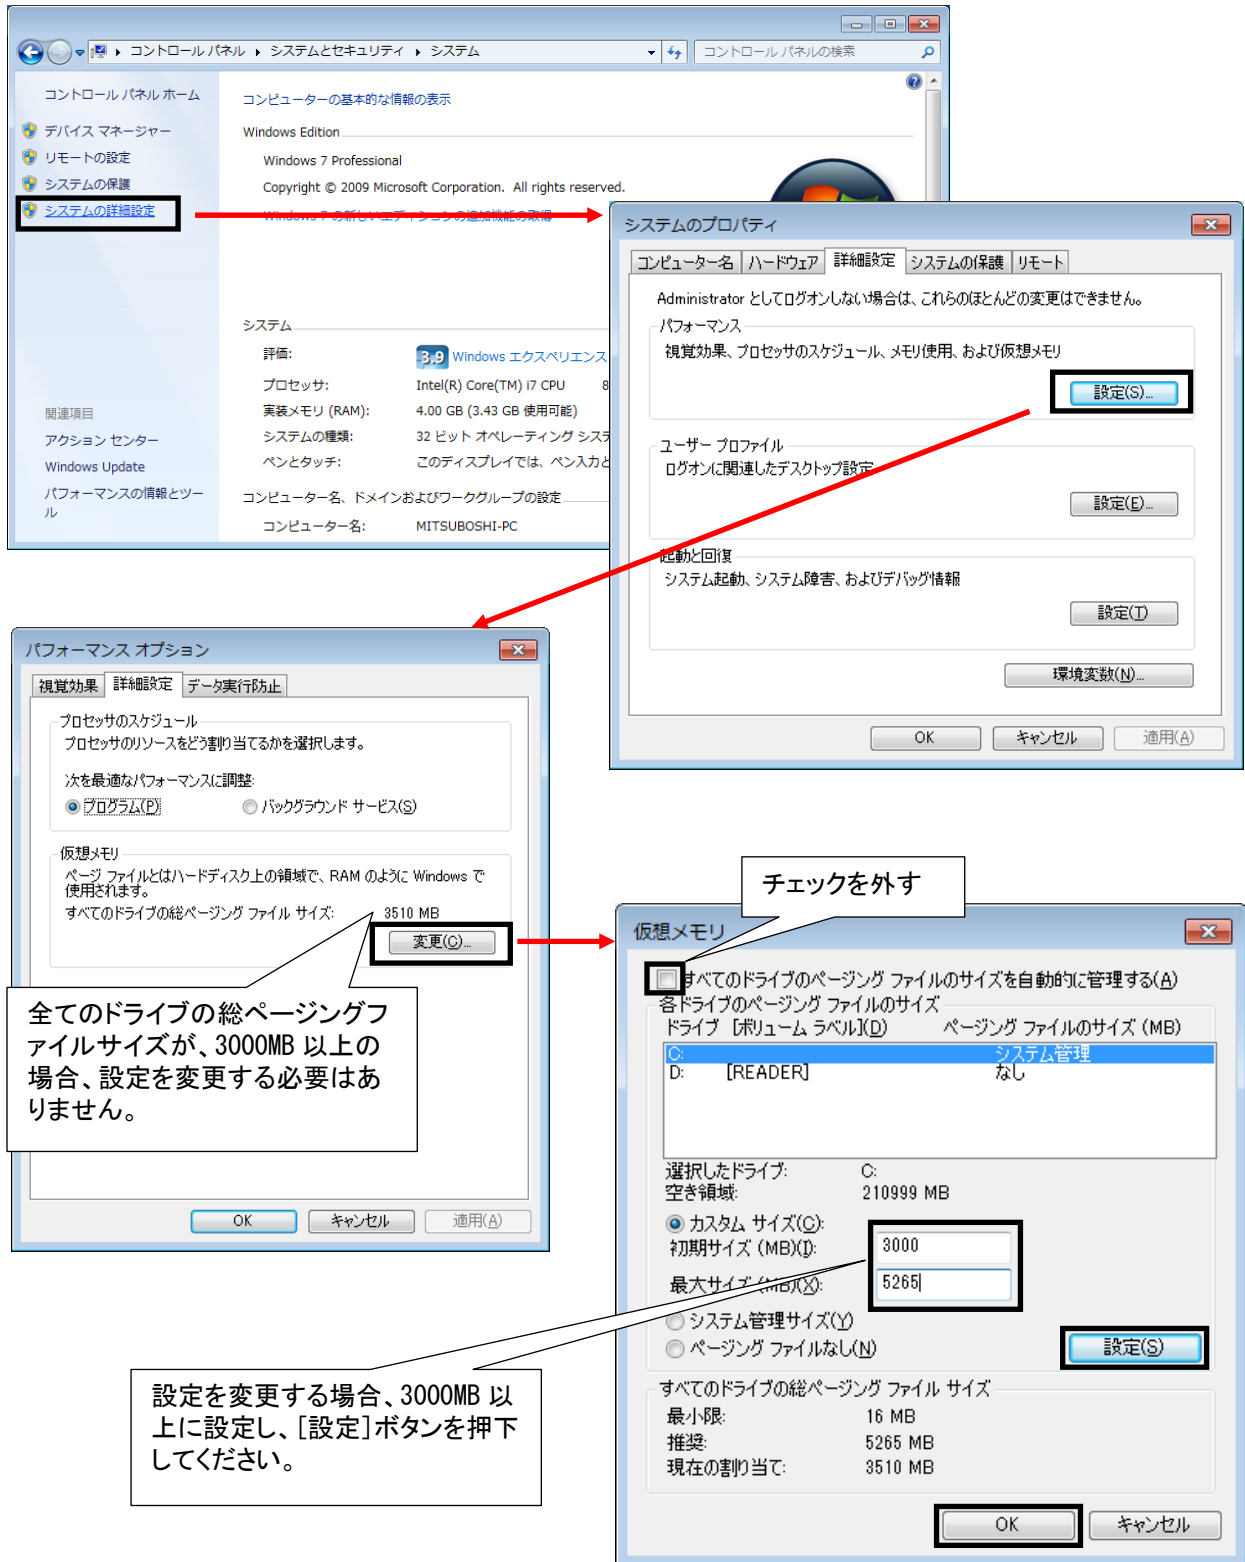 コントロール パネル ▸ システムとセキュリティ ▸ システム
コントロール パネルの検索
コントロール パネル ホーム
デバイス マネージャー
リモートの設定
システムの保護
システムの詳細設定
関連項目
アクション センター
Windows Update
パフォーマンスの情報とツー
ル
コンピューターの基本的な情報の表示
Windows Edition
Windows 7 Professional
Copyright © 2009 Microsoft Corporation. All rights reserved.
Windows 7 の新しいエディションの追加機能の取得
システム
評価: 3.9 Windows エクスペリエンス
プロセッサ: Intel(R) Core(TM) i7 CPU 8
実装メモリ (RAM): 4.00 GB (3.43 GB 使用可能)
システムの種類: 32 ビット オペレーティング シス
ペンとタッチ: このディスプレイでは、ペン入力と
コンピューター名、ドメインおよびワークグループの設定
コンピューター名: MITSUBOSHI-PC
システムのプロパティ
コンピューター名 ハードウェア 詳細設定 システムの保護 リモート
Administrator としてログオンしない場合は、これらのほとんどの変更はできません。
パフォーマンス
視覚効果、プロセッサのスケジュール、メモリ使用、および仮想メモリ
設定(S)...
ユーザー プロファイル
ログオンに関連したデスクトップ設定
設定(E)...
起動と回復
システム起動、システム障害、およびデバッグ情報
設定(T)
環境変数(N)...
OK キャンセル 適用(A)
パフォーマンス オプション
視覚効果 詳細設定 データ実行防止
プロセッサのスケジュール
プロセッサのリソースをどう割り当てるかを選択します。
次を最適なパフォーマンスに調整:
プログラム(P) バックグラウンド サービス(S)
仮想メモリ
ページ ファイルとはハードディスク上の領域で、RAM のように Windows で
使用されます。
すべてのドライブの総ページング ファイル サイズ: 3510 MB
変更(C)...
全てのドライブの総ページングフ
ァイルサイズが、3000MB 以上の
場合、設定を変更する必要はあ
りません。
OK キャンセル 適用(A)
チェックを外す
仮想メモリ
すべてのドライブのページング ファイルのサイズを自動的に管理する(A)
各ドライブのページング ファイルのサイズ
ドライブ [ボリューム ラベル](D) ページング ファイルのサイズ (MB)
C: システム管理
D: [READER] なし
選択したドライブ: C:
空き領域: 210999 MB
カスタム サイズ(C):
初期サイズ (MB)(I): 3000
最大サイズ (MB)(X): 5265
システム管理サイズ(Y)
ページング ファイルなし(N)
設定(S)
すべてのドライブの総ページング ファイル サイズ
最小限: 16 MB
推奨: 5265 MB
現在の割り当て: 3510 MB
OK キャンセル
設定を変更する場合、3000MB 以
上に設定し、[設定]ボタンを押下
してください。